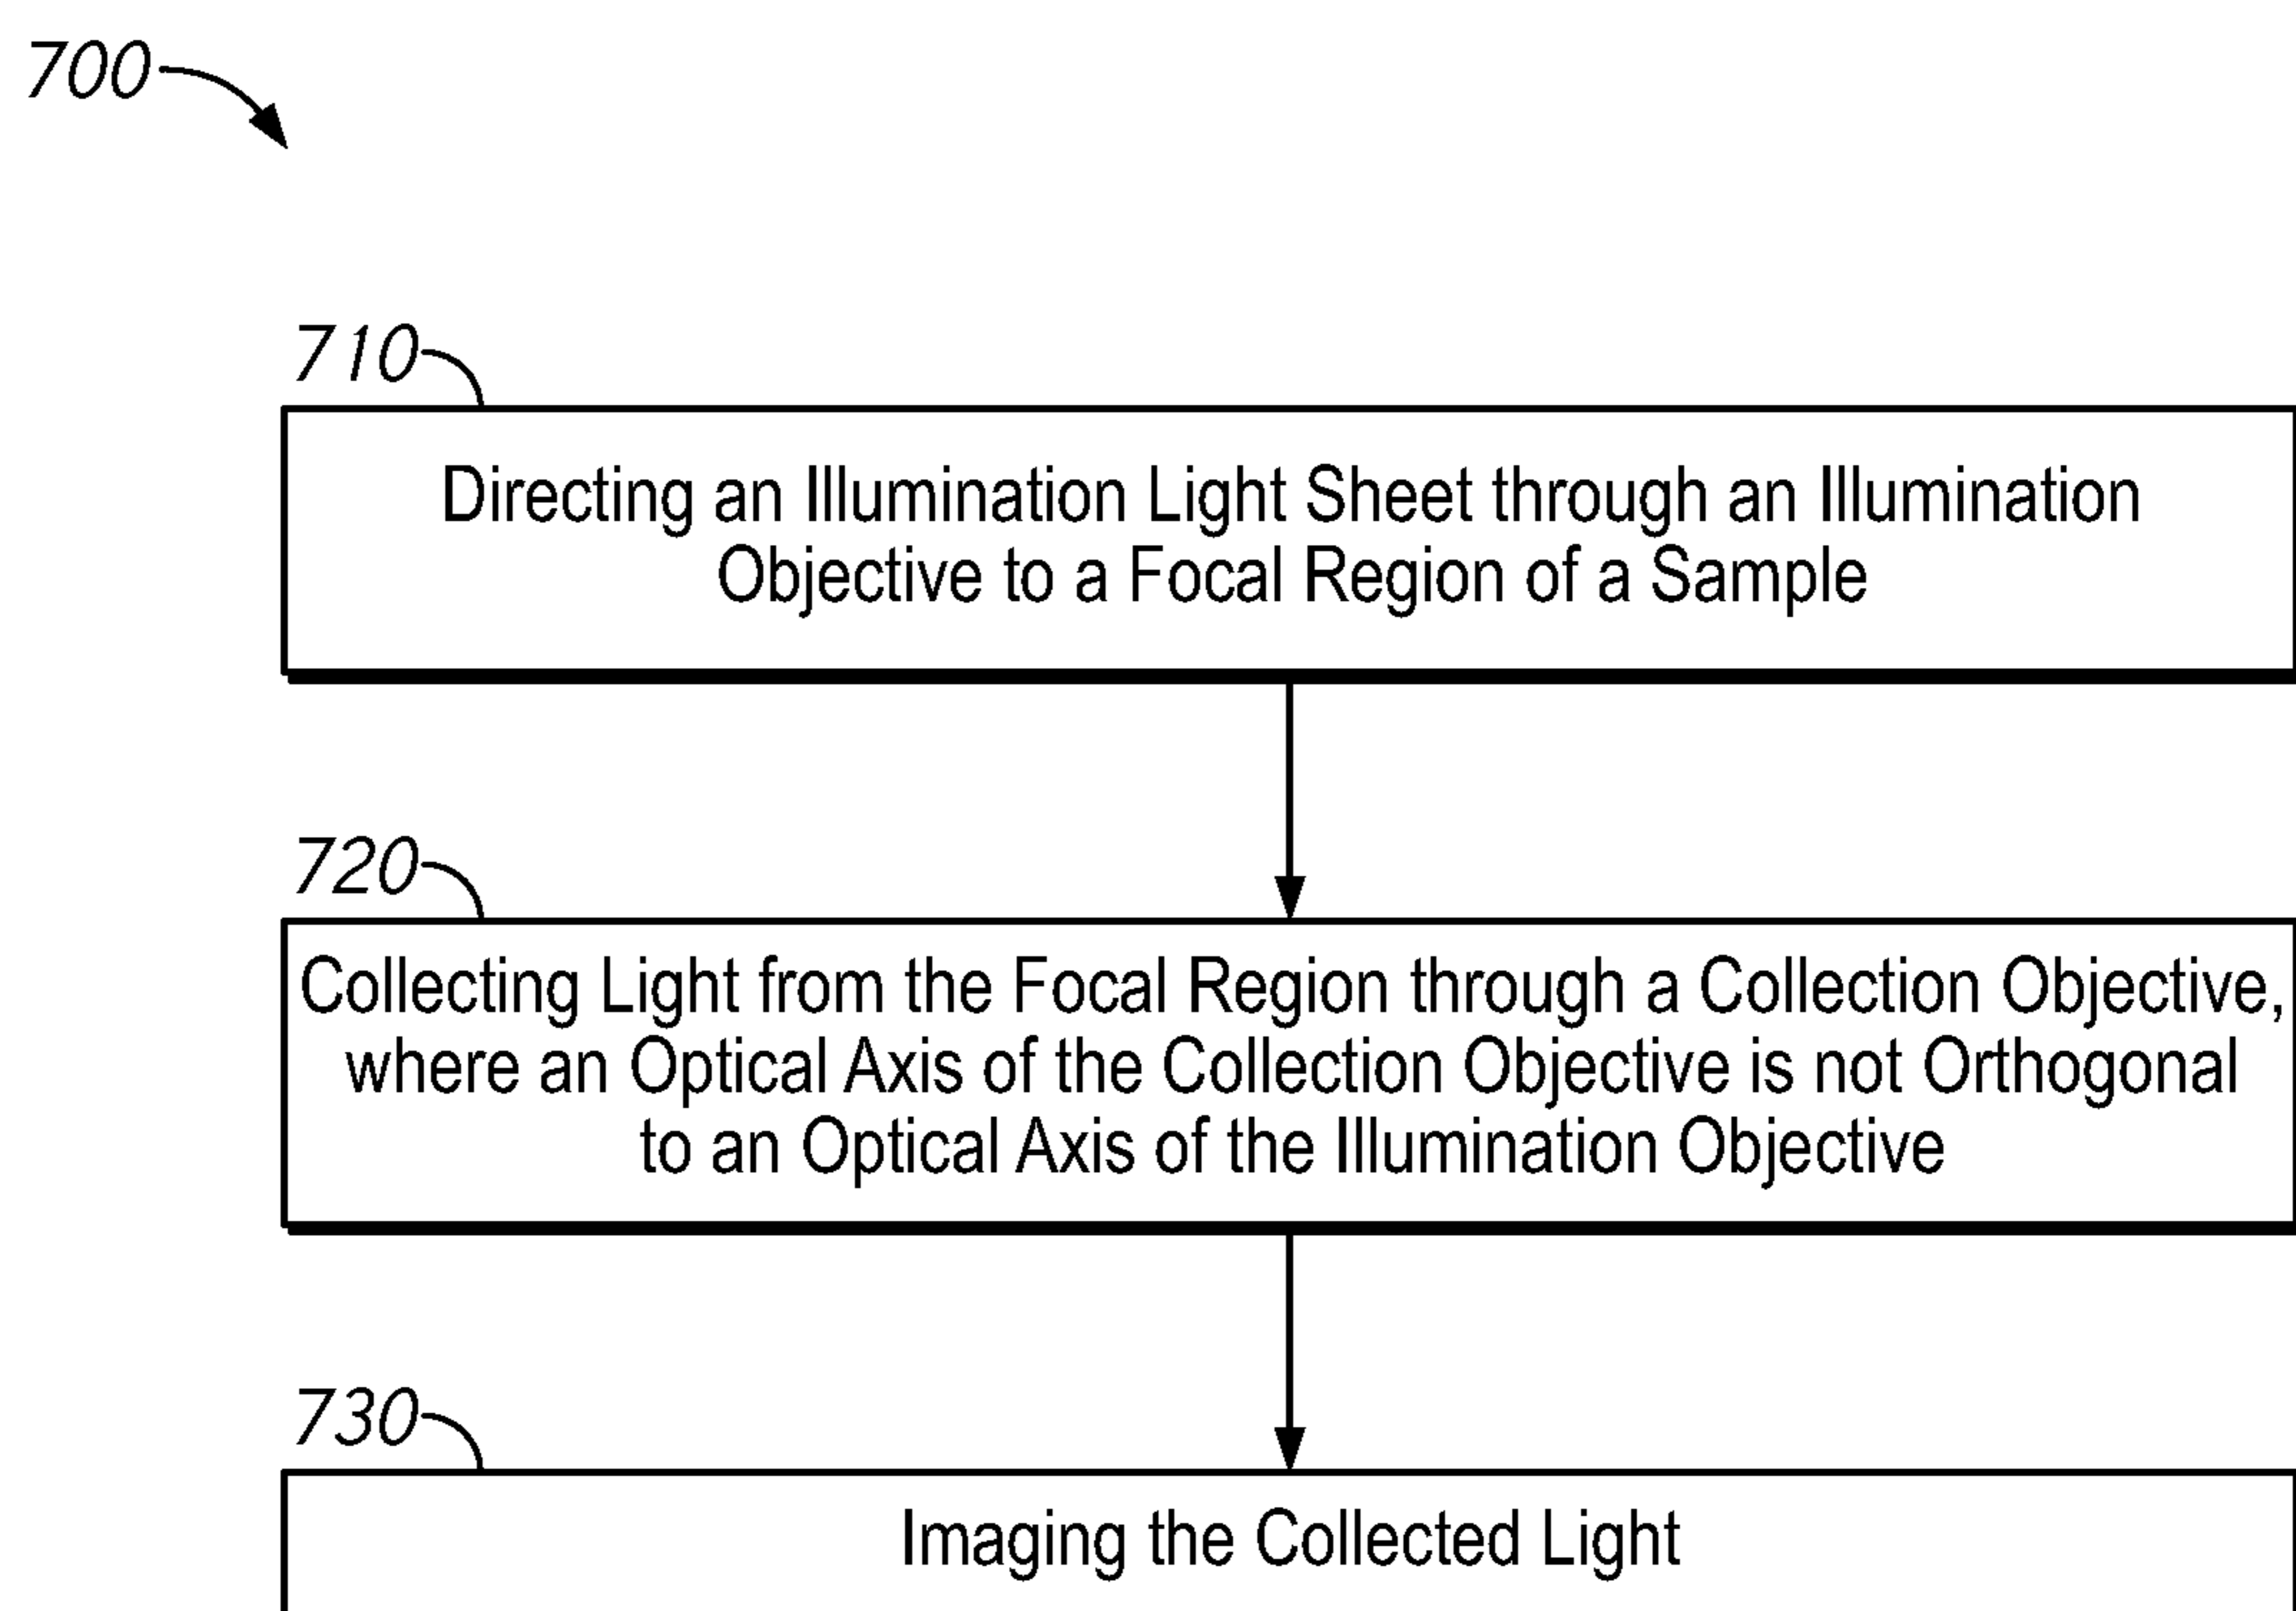 700
710
Directing an Illumination Light Sheet through an Illumination
Objective to a Focal Region of a Sample
720
Collecting Light from the Focal Region through a Collection Objective,
where an Optical Axis of the Collection Objective is not Orthogonal
to an Optical Axis of the Illumination Objective
730
Imaging the Collected Light